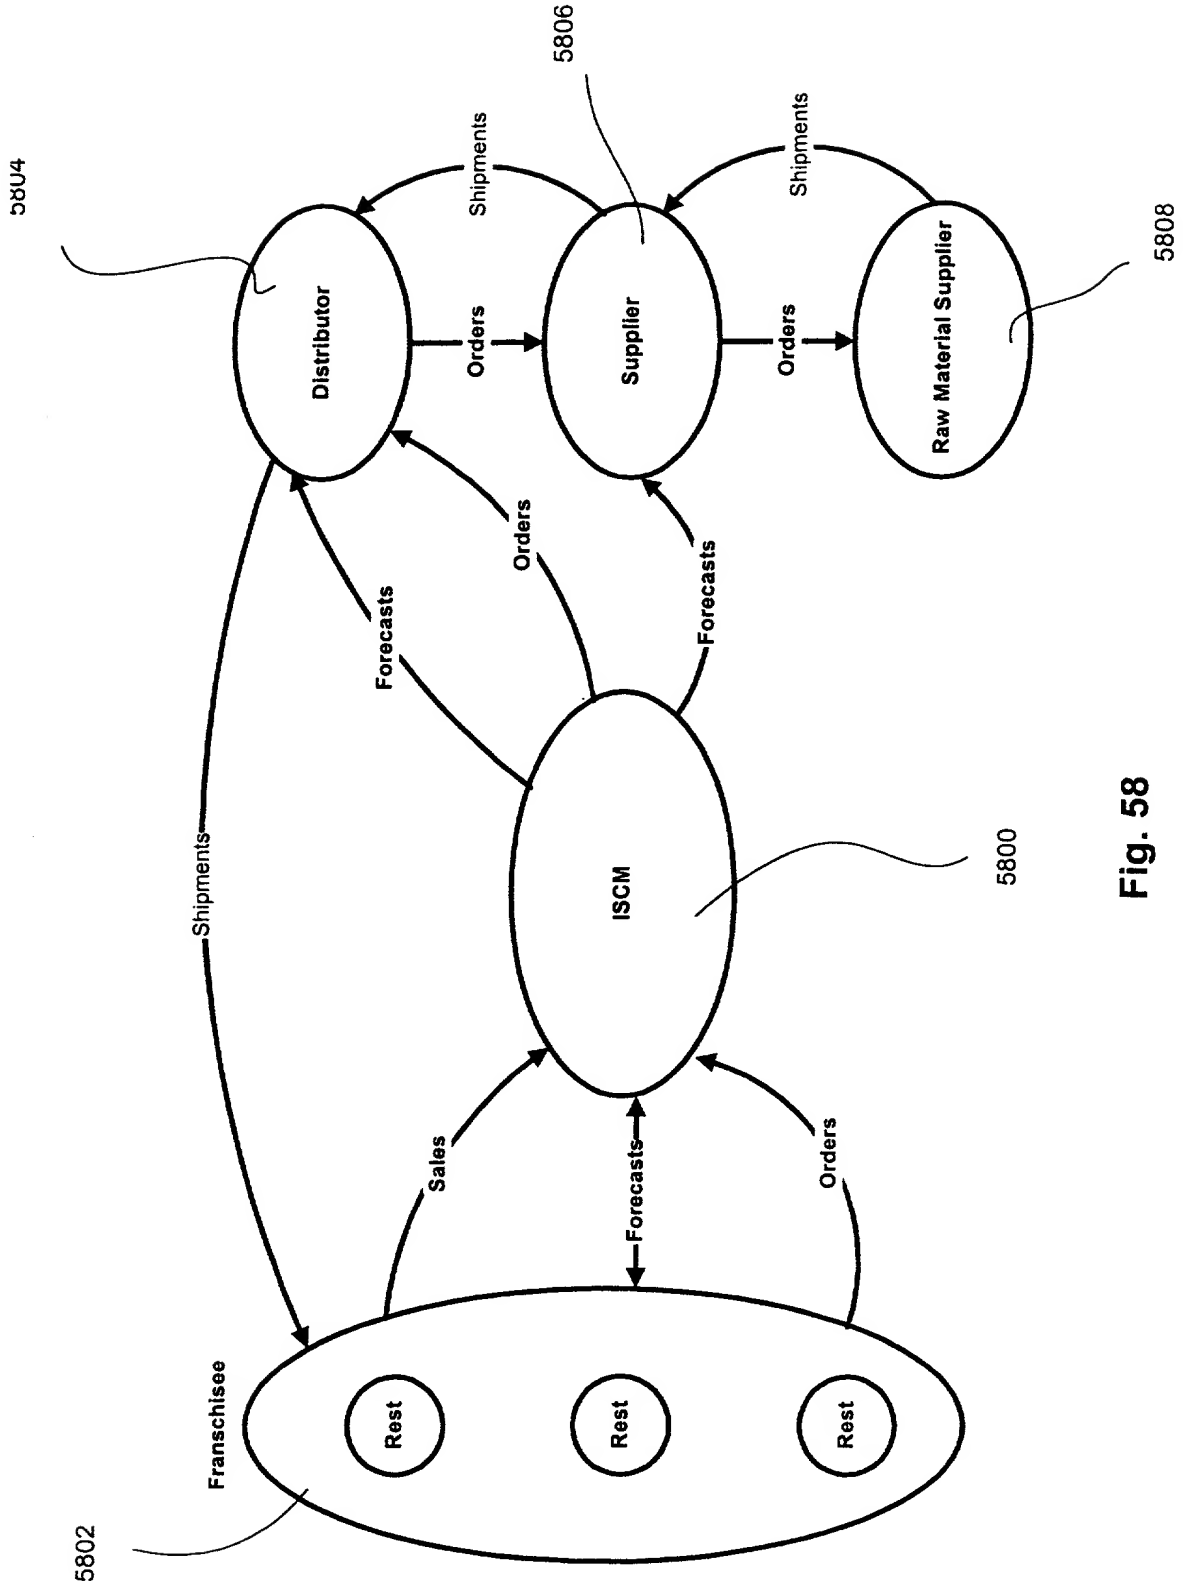 5804
5802
Franschisee
Shipments
Distributor
Rest
Sales
Forecasts
Orders
Orders
Shipments
5806
Rest
Forecasts
ISCM
Supplier
Forecasts
Rest
Orders
Orders
Shipments
Raw Material Supplier
5800
5808
Fig. 58